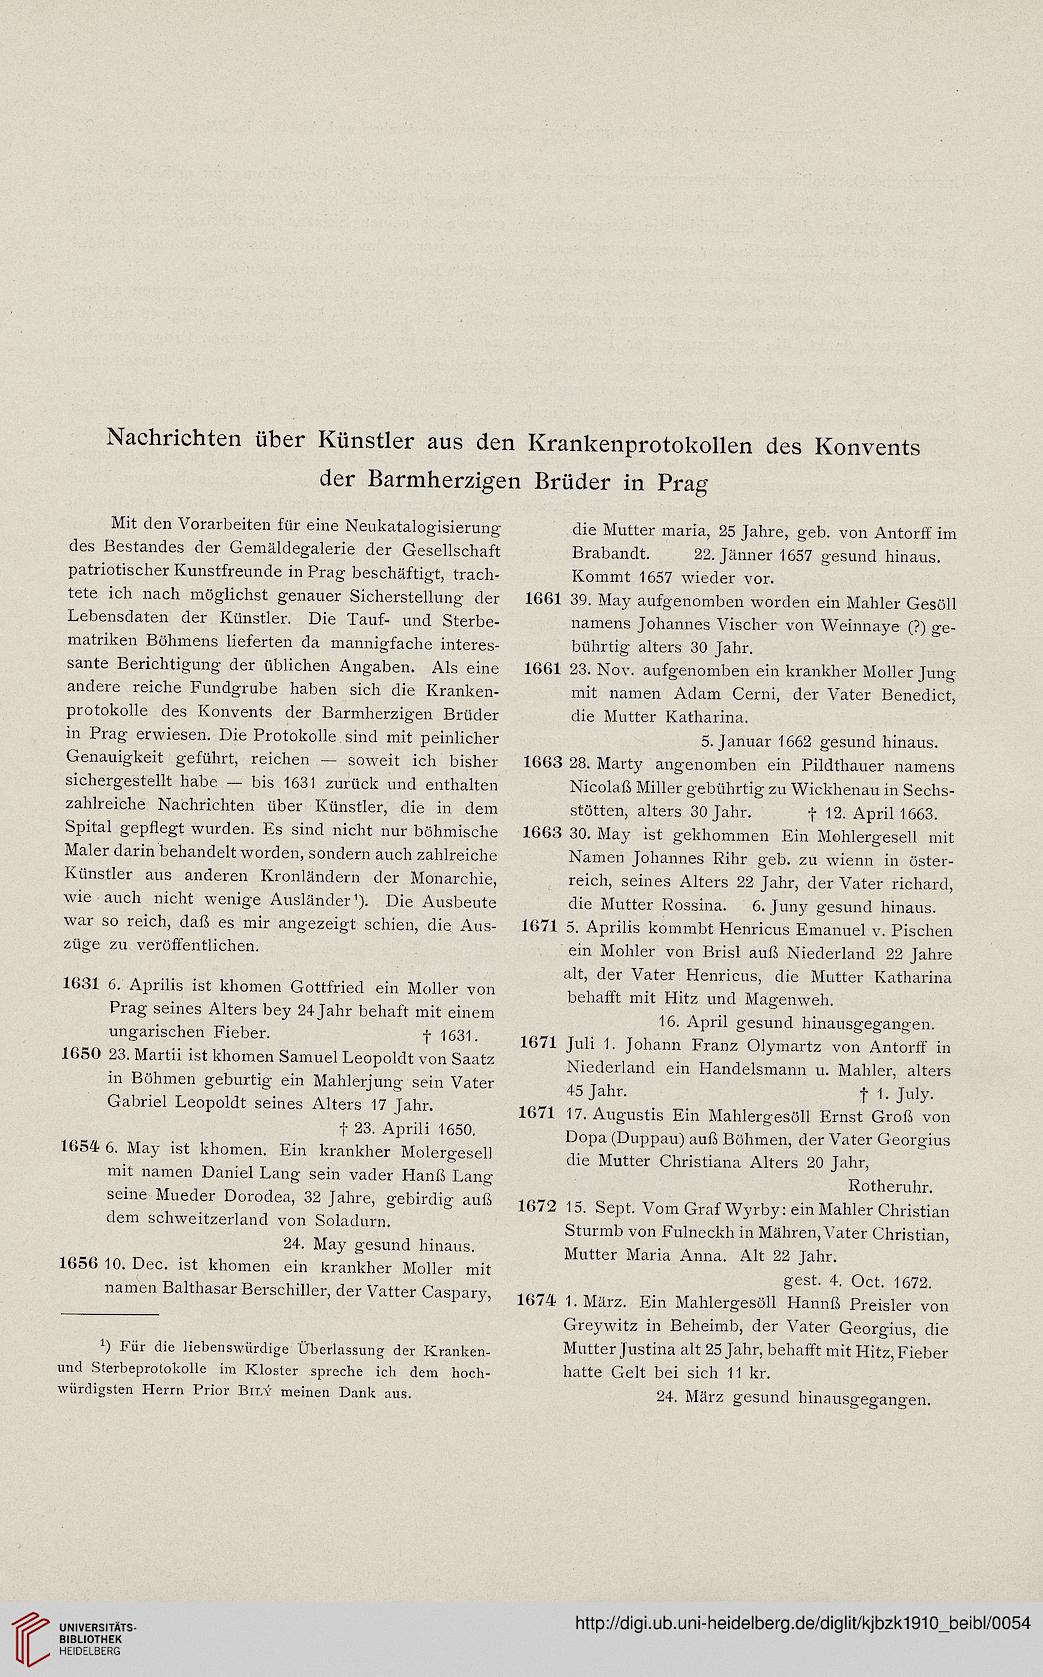 Nachrichten über Künstler aus den Krankenprotokollen des Konvents
der Barmherzigen Brüder in Prag
Mit den Vorarbeiten für eine Neukatalogisierung
des Bestandes der Gemäldegalerie der Gesellschaft
patriotischer Kunstfreunde in Prag beschäftigt, trach-
tete ich nach möglichst genauer Sicherstellung der
Lebensdaten der Künstler. Die Tauf- und Sterbe-
matriken Böhmens lieferten da mannigfache interes-
sante Berichtigung der üblichen Angaben. Als eine
andere reiche Fundgrube haben sich die Kranken-
protokolle des Konvents der Barmherzigen Brüder
in Prag erwiesen. Die Protokolle sind mit peinlicher
Genauigkeit geführt, reichen — soweit ich bisher
sichergestellt habe — bis 1631 zurück und enthalten
zahlreiche Nachrichten über Künstler, die in dem
Spital gepflegt wurden. Es sind nicht nur böhmische
Maler darin behandelt worden, sondern auch zahlreiche
Künstler aus anderen Kronländern der Monarchie,
wie auch nicht wenige Ausländer¹). Die Ausbeute
war so reich, daß es mir angezeigt schien, die Aus-
züge zu veröffentlichen.
1631 6. Aprilis ist khomen Gottfried ein Moller von
Prag seines Alters bey 24 Jahr behaft mit einem
ungarischen Fieber. † 1631.
1650 23. Martii ist khomen Samuel Leopoldt von Saatz
in Böhmen geburtig ein Mahlerjung sein Vater
Gabriel Leopoldt seines Alters 17 Jahr.
† 23. Aprili 1650.
1654 6. May ist khomen. Ein krankher Molergesell
mit namen Daniel Lang sein vader Hanß Lang
seine Mueder Dorodea, 32 Jahre, gebirdig auß
dem schweitzerland von Soladurn.
24. May gesund hinaus.
1656 10. Dec. ist khomen ein krankher Moller mit
namen Balthasar Berschiller, der Vatter Caspary,
¹) Für die liebenswürdige Überlassung der Kranken-
und Sterbeprotokolle im Kloster spreche ich dem hoch-
würdigsten Herrn Prior Bilý meinen Dank aus.
die Mutter maria, 25 Jahre, geb. von Antorff im
Brabandt. 22. Jänner 1657 gesund hinaus.
Kommt 1657 wieder vor.
1661 39. May aufgenomben worden ein Mahler Gesöll
namens Johannes Vischer von Weinnaye (?) ge-
bührtig alters 30 Jahr.
1661 23. Nov. aufgenomben ein krankher Moller Jung
mit namen Adam Cerni, der Vater Benedict,
die Mutter Katharina.
5. Januar 1662 gesund hinaus.
1663 28. Marty angenomben ein Pildthauer namens
Nicolaß Miller gebührtig zu Wickhenau in Sechs-
stötten, alters 30 Jahr. † 12. April 1663.
1663 30. May ist gekhommen Ein Mohlergesell mit
Namen Johannes Rihr geb. zu wienn in öster-
reich, seines Alters 22 Jahr, der Vater richard,
die Mutter Rossina. 6. Juny gesund hinaus.
1671 5. Aprilis kommbt Henricus Emanuel v. Pischen
ein Mohler von Brisl auß Niederland 22 Jahre
alt, der Vater Henricus, die Mutter Katharina
behafft mit Hitz und Magenweh.
16. April gesund hinausgegangen.
1671 Juli 1. Johann Franz Olymartz von Antorff in
Niederland ein Handelsmann u. Mahler, alters
45 Jahr. † 1. July.
1671 17. Augustis Ein Mahlergesöll Ernst Groß von
Dopa (Duppau) auß Böhmen, der Vater Georgius
die Mutter Christiana Alters 20 Jahr,
Rotheruhr.
1672 15. Sept. Vom Graf Wyrby: ein Mahler Christian
Sturmb von Fulneckh in Mähren, Vater Christian,
Mutter Maria Anna. Alt 22 Jahr.
gest. 4. Oct. 1672.
1674 1. März. Ein Mahlergesöll Hannß Preisler von
Greywitz in Beheimb, der Vater Georgius, die
Mutter Justina alt 25 Jahr, behafft mit Hitz, Fieber
hatte Gelt bei sich 11 kr.
24. März gesund hinausgegangen.
UNIVERSITÄTS-
BIBLIOTHEK
HEIDELBERG
http://digi.ub.uni-heidelberg.de/diglit/kjbzk1910_beibl/0054